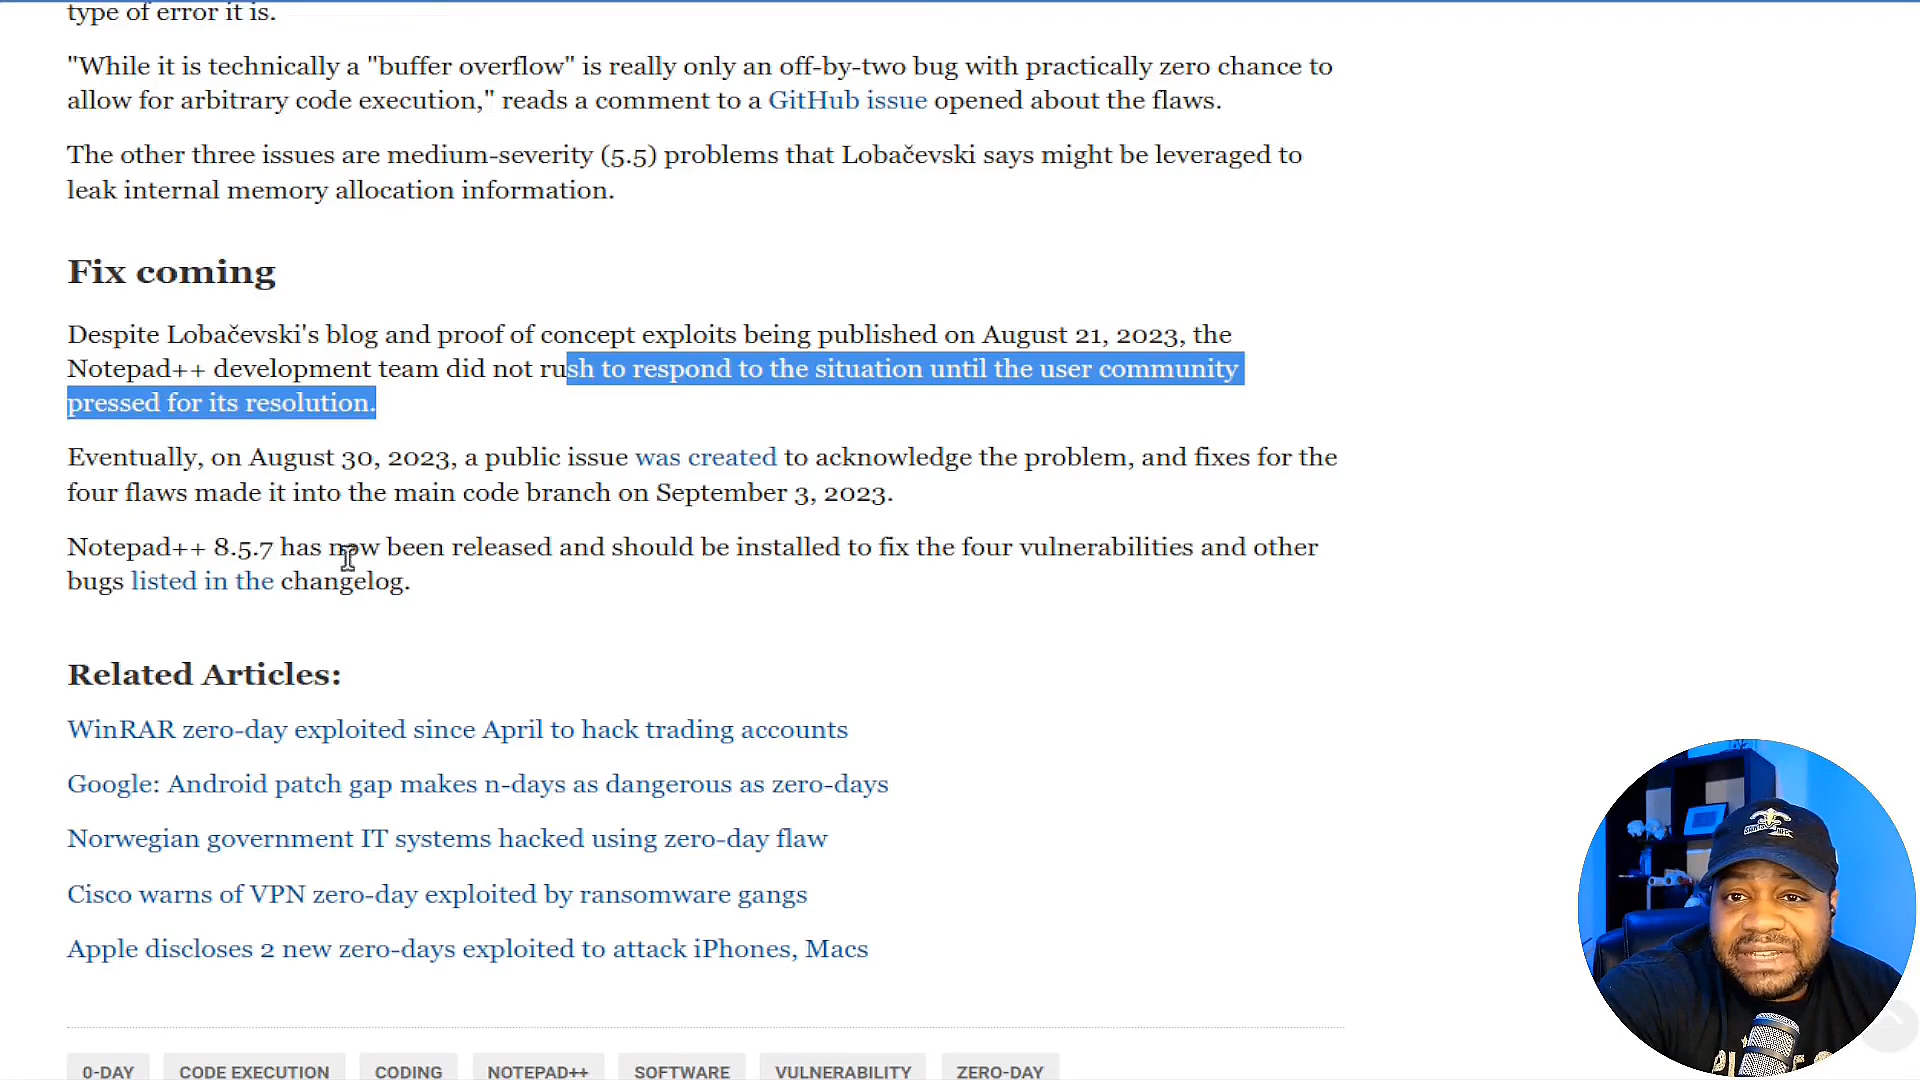 type of error it is.
"While it is technically a "buffer overflow" is really only an off-by-two bug with practically zero chance to
allow for arbitrary code execution," reads a comment to a GitHub issue opened about the flaws.
The other three issues are medium-severity (5.5) problems that Lobačevski says might be leveraged to
leak internal memory allocation information.
Fix coming
Despite Lobačevski's blog and proof of concept exploits being published on August 21, 2023, the
Notepad++ development team did not rush to respond to the situation until the user community
pressed for its resolution.
Eventually, on August 30, 2023, a public issue was created to acknowledge the problem, and fixes for the
four flaws made it into the main code branch on September 3, 2023.
Notepad++ 8.5.7 has now been released and should be installed to fix the four vulnerabilities and other
bugs listed in the changelog.
Related Articles:
WinRAR zero-day exploited since April to hack trading accounts
Google: Android patch gap makes n-days as dangerous as zero-days
Norwegian government IT systems hacked using zero-day flaw
Cisco warns of VPN zero-day exploited by ransomware gangs
Apple discloses 2 new zero-days exploited to attack iPhones, Macs
0-DAY CODE EXECUTION CODING NOTEPAD++ SOFTWARE VULNERABILITY ZERO-DAY